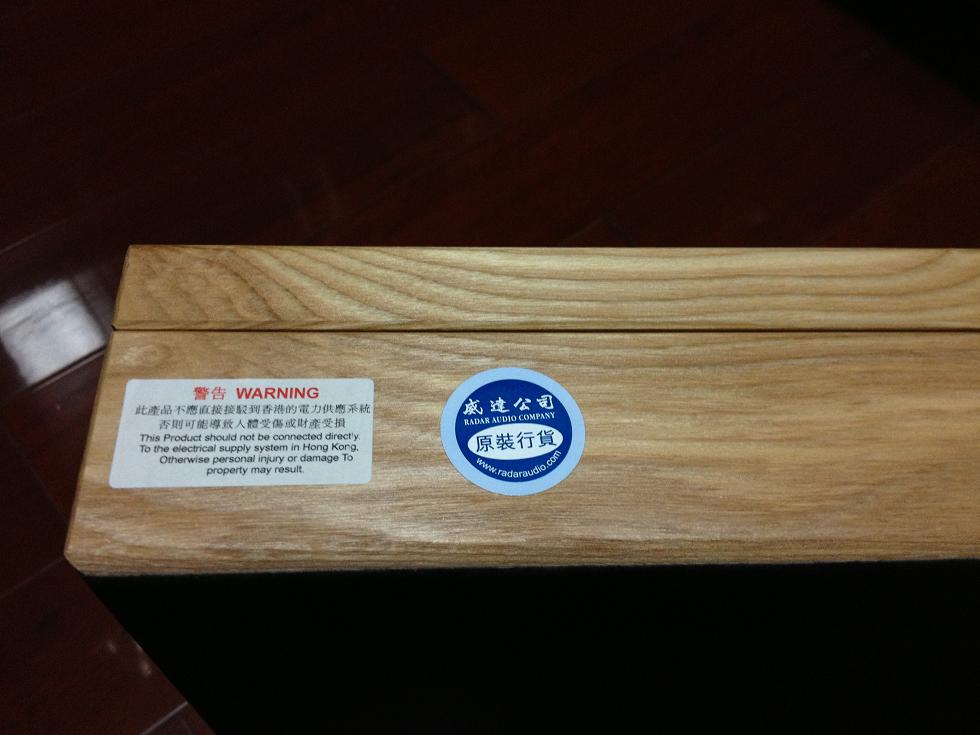 警告 WARNING
此產品不應直接接駁到香港的電力供應系統
否則可能導致人體受傷或財產受損
This Product should not be connected directly.
To the electrical supply system in Hong Kong,
Otherwise personal injury or damage To
property may result.
威達公司
RADAR AUDIO COMPANY
原裝行貨
www.radaraudio.com